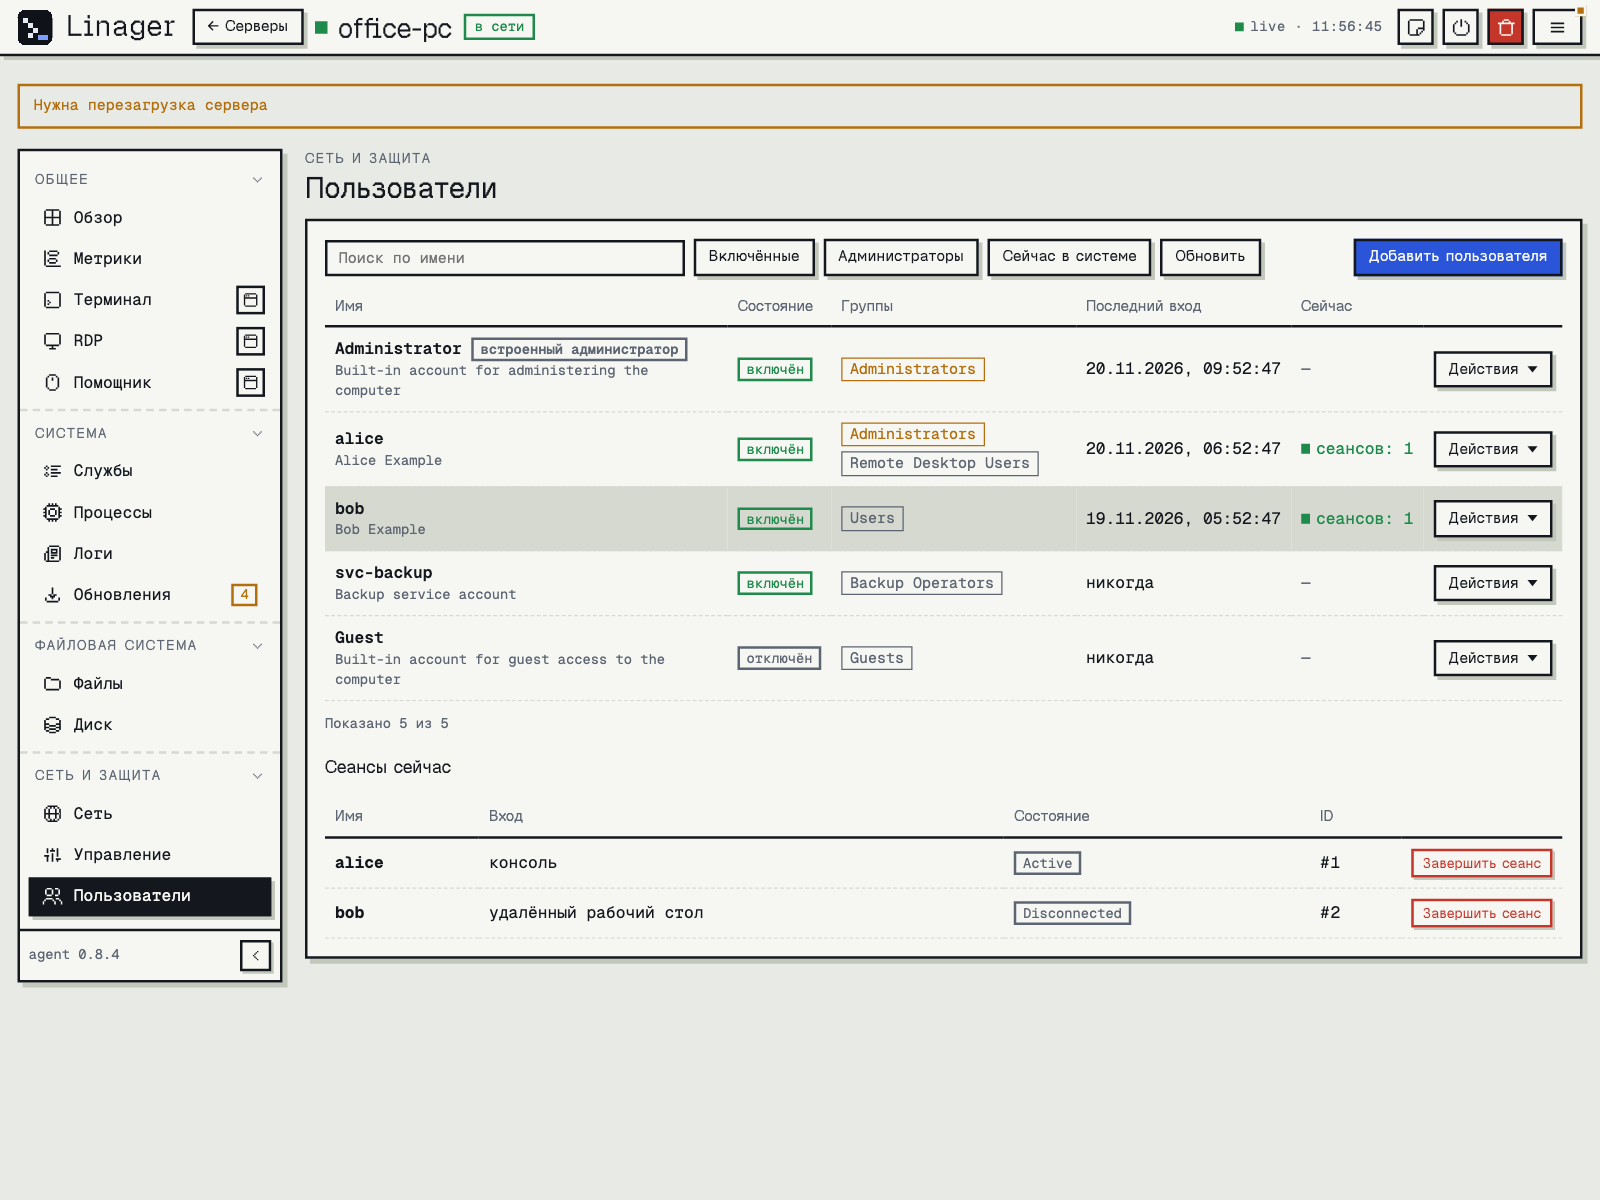 Linager
← Серверы
office-pc
в сети
live · 11:56:45
Нужна перезагрузка сервера
ОБЩЕЕ
Обзор
Метрики
Терминал
RDP
Помощник
СИСТЕМА
Службы
Процессы
Логи
Обновления 4
ФАЙЛОВАЯ СИСТЕМА
Файлы
Диск
СЕТЬ И ЗАЩИТА
Сеть
Управление
Пользователи
agent 0.8.4
СЕТЬ И ЗАЩИТА
Пользователи
Поиск по имени
Включённые
Администраторы
Сейчас в системе
Обновить
Добавить пользователя
Имя Состояние Группы Последний вход Сейчас
Administrator встроенный администратор
Built-in account for administering the
computer
включён Administrators 20.11.2026, 09:52:47 — Действия
alice
Alice Example
включён Administrators
Remote Desktop Users
20.11.2026, 06:52:47 сеансов: 1 Действия
bob
Bob Example
включён Users 19.11.2026, 05:52:47 сеансов: 1 Действия
svc-backup
Backup service account
включён Backup Operators никогда — Действия
Guest
Built-in account for guest access to the
computer
отключён Guests никогда — Действия
Показано 5 из 5
Сеансы сейчас
Имя Вход Состояние ID
alice консоль Active #1 Завершить сеанс
bob удалённый рабочий стол Disconnected #2 Завершить сеанс